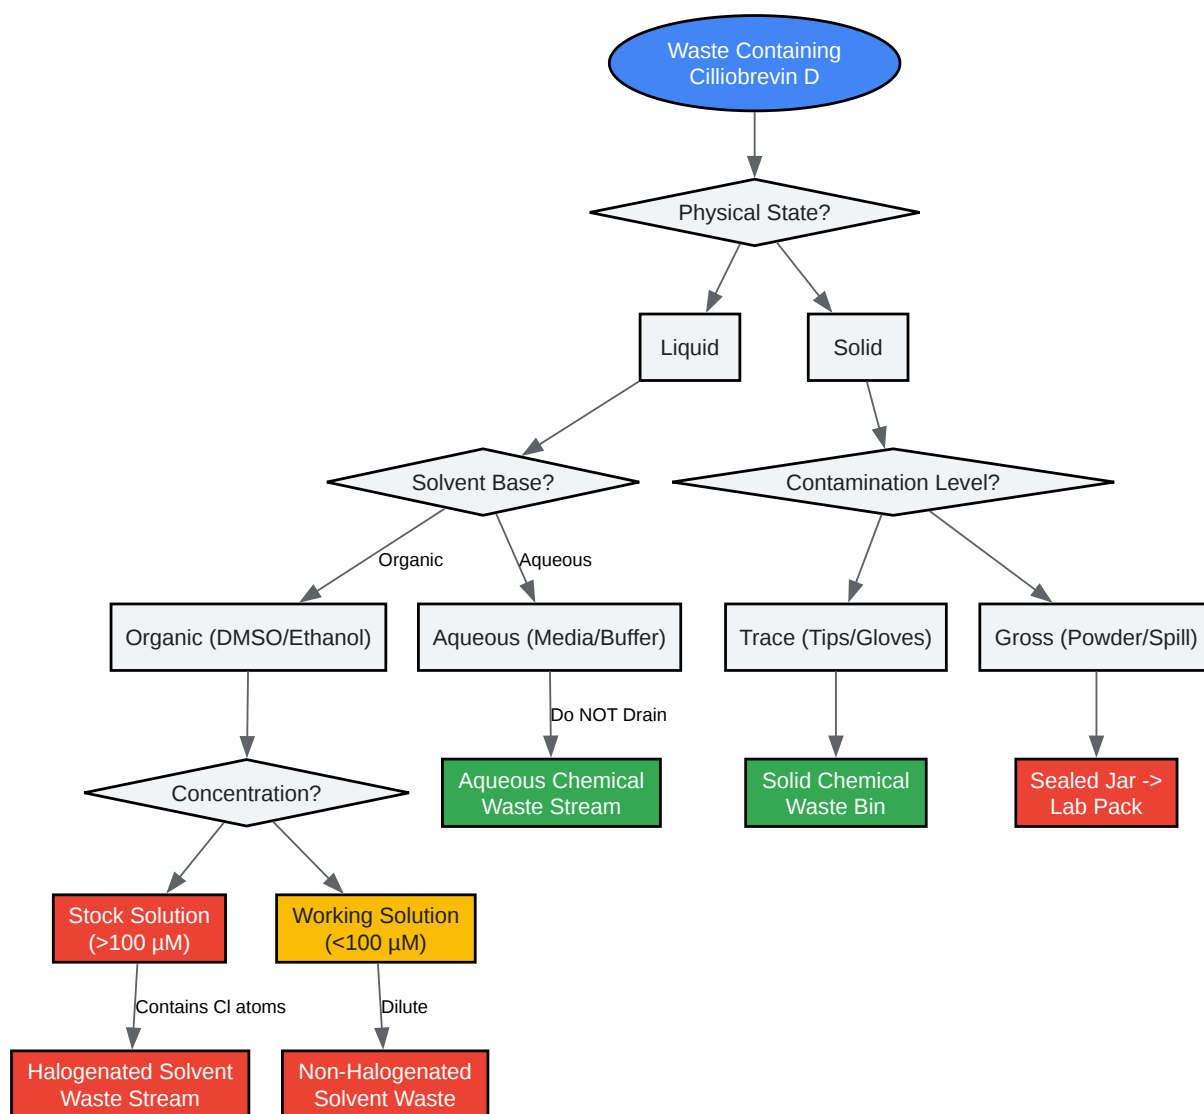 Waste Containing
Cilliobrevin D
Physical State?
Liquid
Solid
Solvent Base?
Contamination Level?
Organic
Aqueous
Organic (DMSO/Ethanol)
Aqueous (Media/Buffer)
Trace (Tips/Gloves)
Gross (Powder/Spill)
Do NOT Drain
Concentration?
Aqueous Chemical
Waste Stream
Solid Chemical
Waste Bin
Sealed Jar ->
Lab Pack
Stock Solution
(>100 µM)
Working Solution
(<100 µM)
Contains Cl atoms
Dilute
Halogenated Solvent
Waste Stream
Non-Halogenated
Solvent Waste